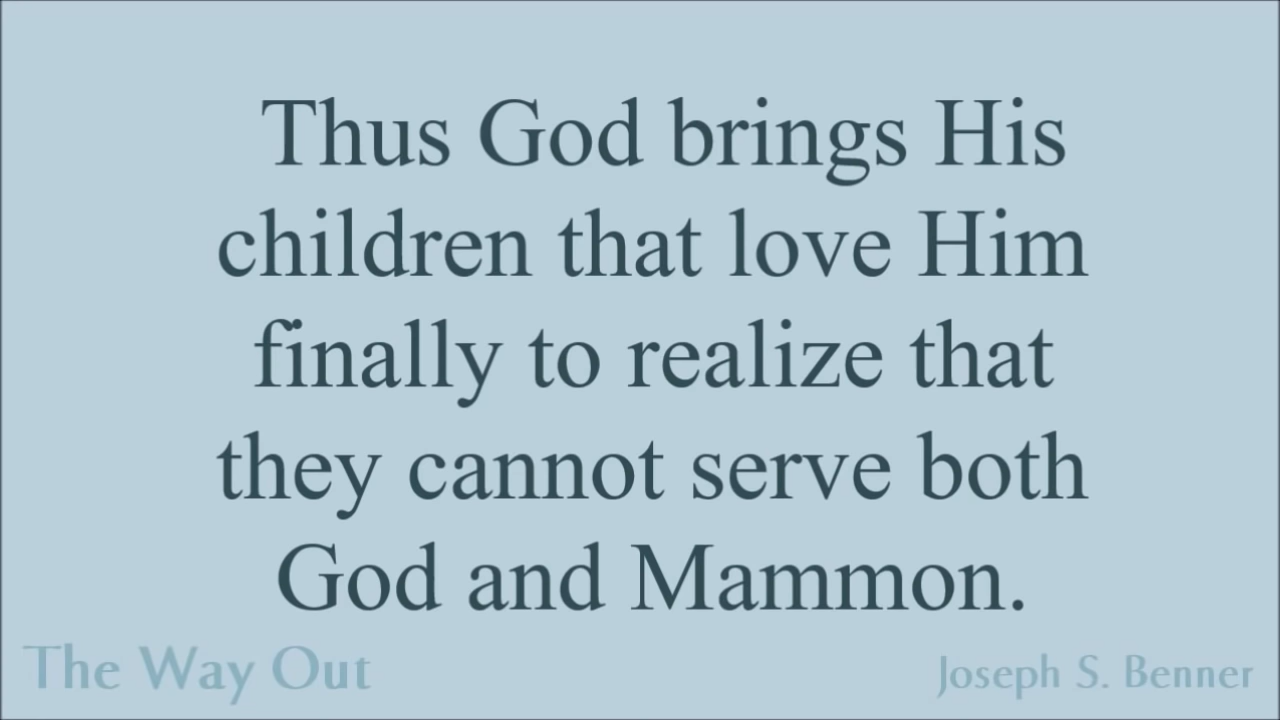 Thus God brings His
children that love Him
finally to realize that
they cannot serve both
God and Mammon.
The Way Out
Joseph S. Benner